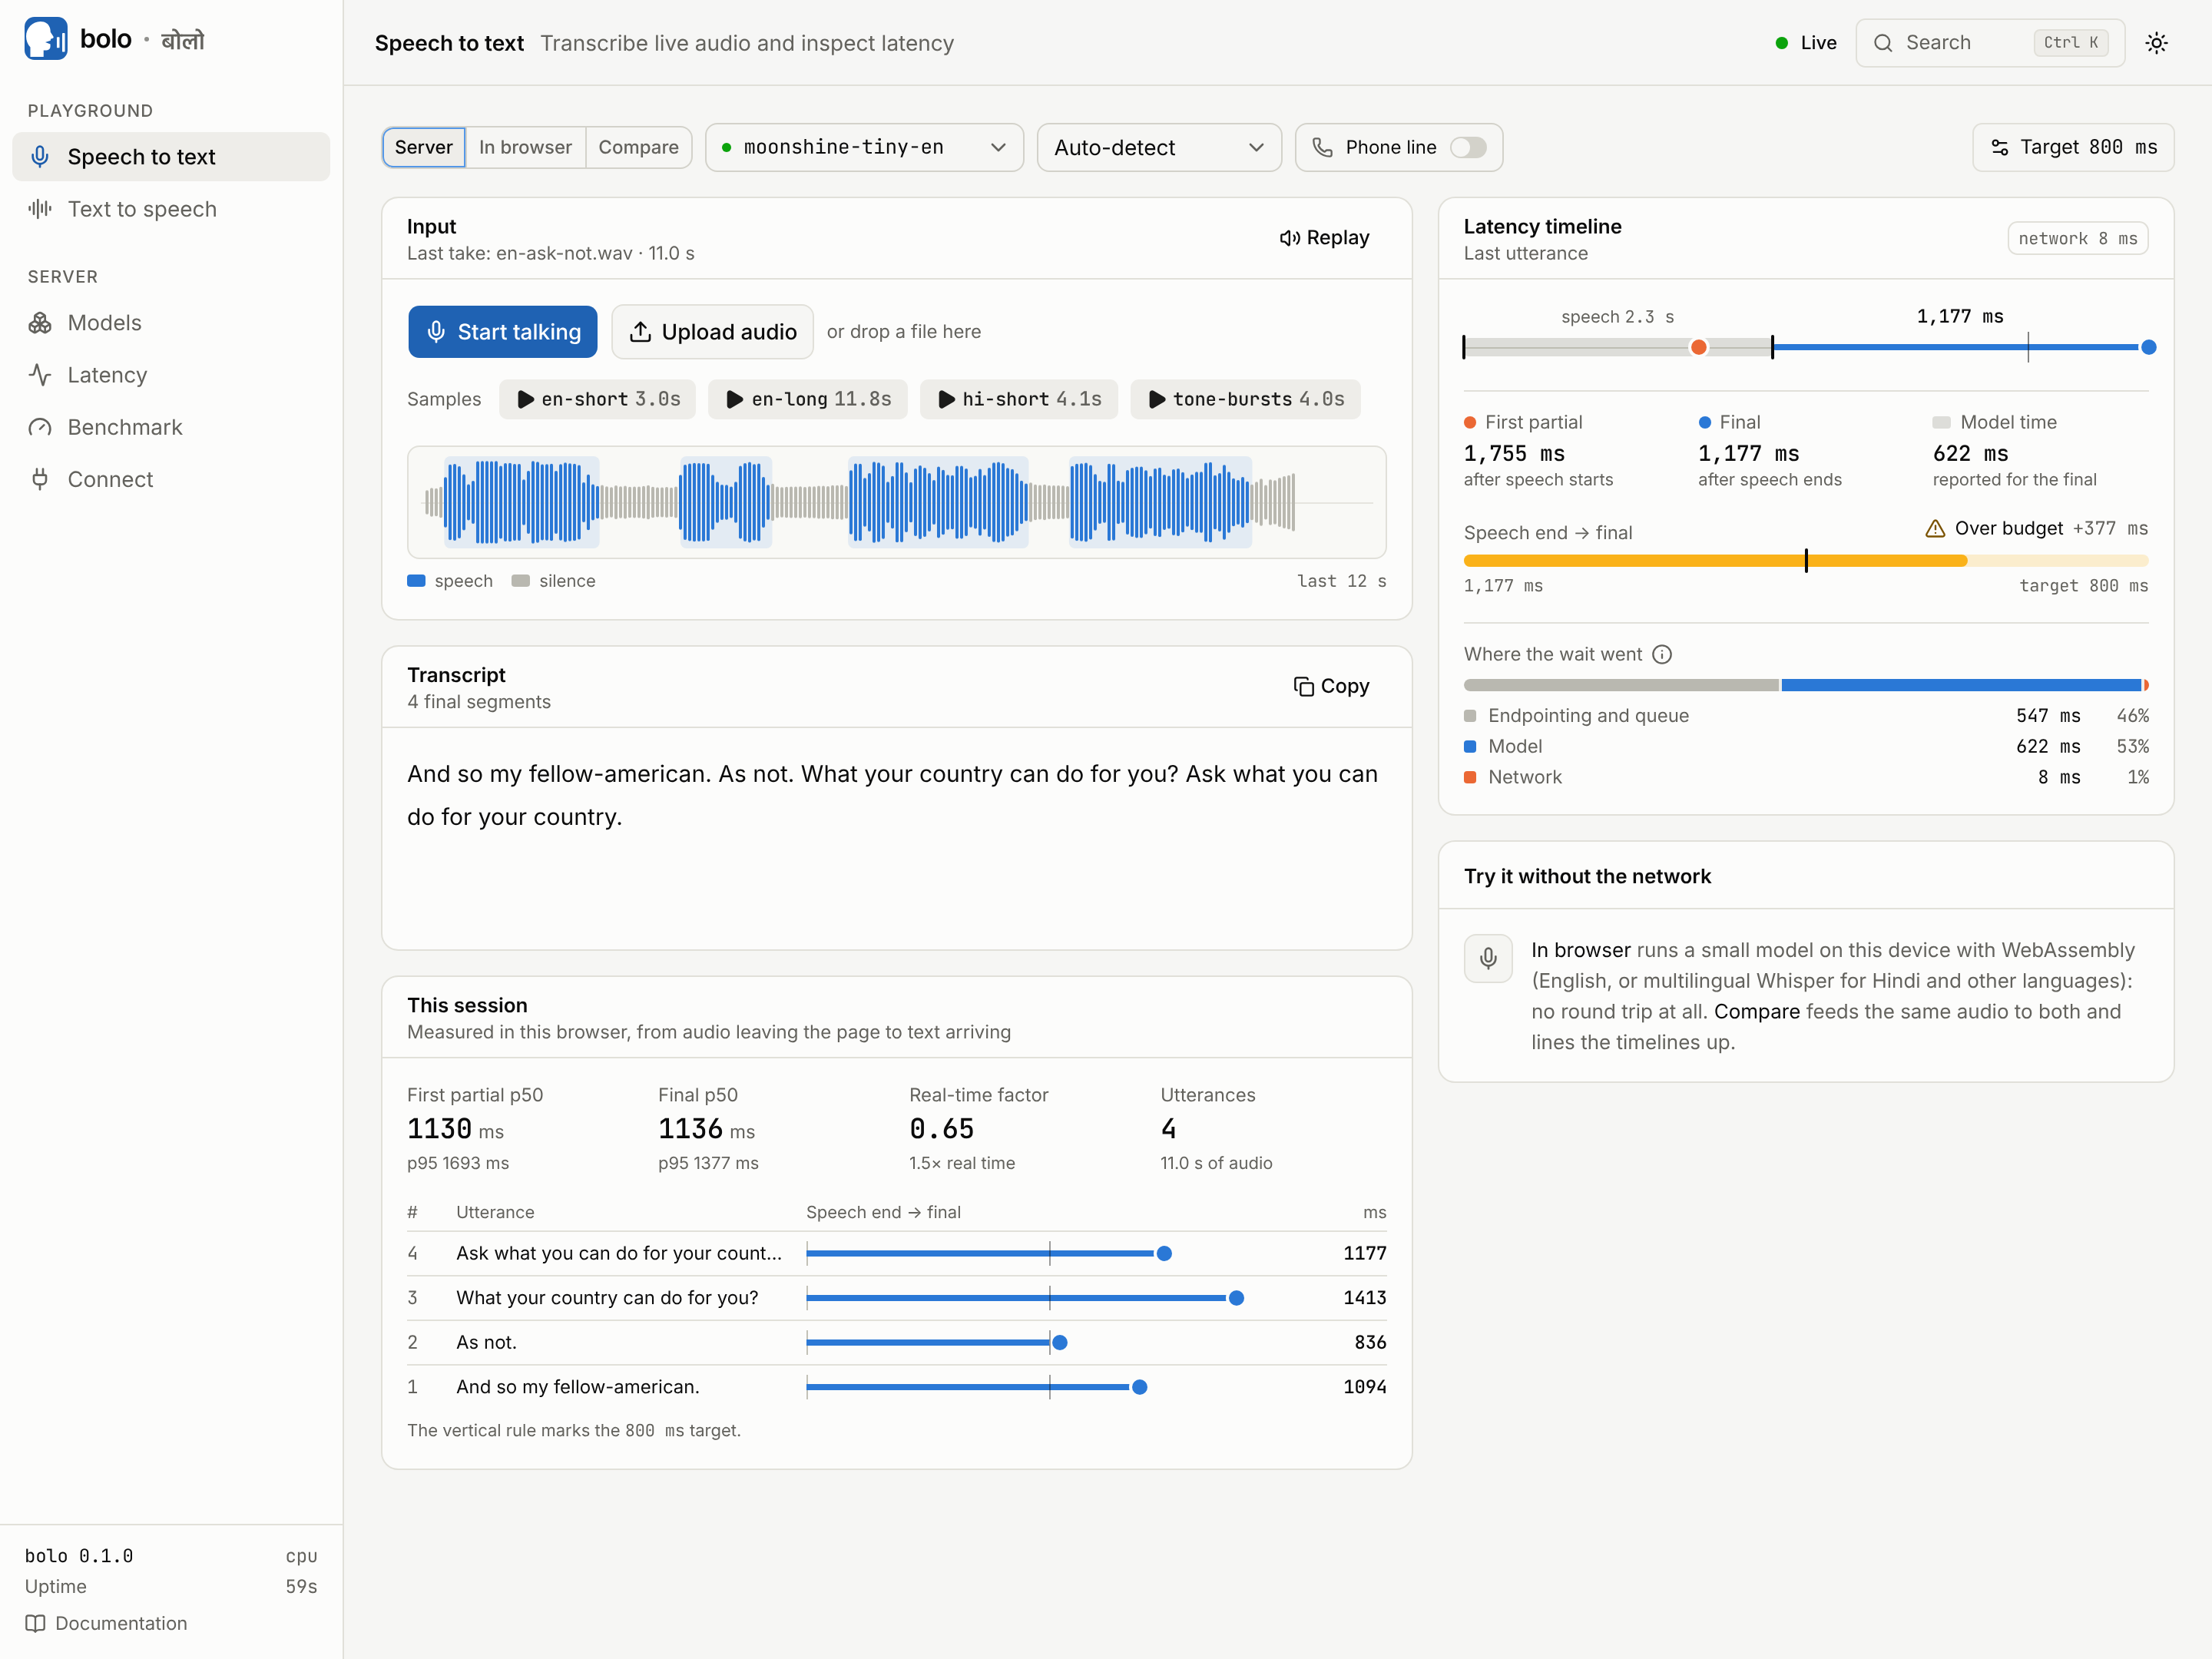 bolo · बोलो
PLAYGROUND
Speech to text
Text to speech
SERVER
Models
Latency
Benchmark
Connect
bolo 0.1.0 cpu
Uptime 59s
Documentation
Speech to text Transcribe live audio and inspect latency
Live
Search Ctrl K
Server In browser Compare
moonshine-tiny-en
Auto-detect
Phone line
Target 800 ms
Input
Last take: en-ask-not.wav · 11.0 s
Replay
Start talking
Upload audio
or drop a file here
Samples
en-short 3.0s
en-long 11.8s
hi-short 4.1s
tone-bursts 4.0s
speech silence last 12 s
Transcript
4 final segments
Copy
And so my fellow-american. As not. What your country can do for you? Ask what you can
do for your country.
This session
Measured in this browser, from audio leaving the page to text arriving
First partial p50 Final p50 Real-time factor Utterances
1130 ms 1136 ms 0.65 4
p95 1693 ms p95 1377 ms 1.5× real time 11.0 s of audio
# Utterance Speech end → final ms
4 Ask what you can do for your count... 1177
3 What your country can do for you? 1413
2 As not. 836
1 And so my fellow-american. 1094
The vertical rule marks the 800 ms target.
Latency timeline
Last utterance
network 8 ms
speech 2.3 s 1,177 ms
First partial Final Model time
1,755 ms 1,177 ms 622 ms
after speech starts after speech ends reported for the final
Speech end → final Over budget +377 ms
1,177 ms target 800 ms
Where the wait went
Endpointing and queue 547 ms 46%
Model 622 ms 53%
Network 8 ms 1%
Try it without the network
In browser runs a small model on this device with WebAssembly
(English, or multilingual Whisper for Hindi and other languages):
no round trip at all. Compare feeds the same audio to both and
lines the timelines up.